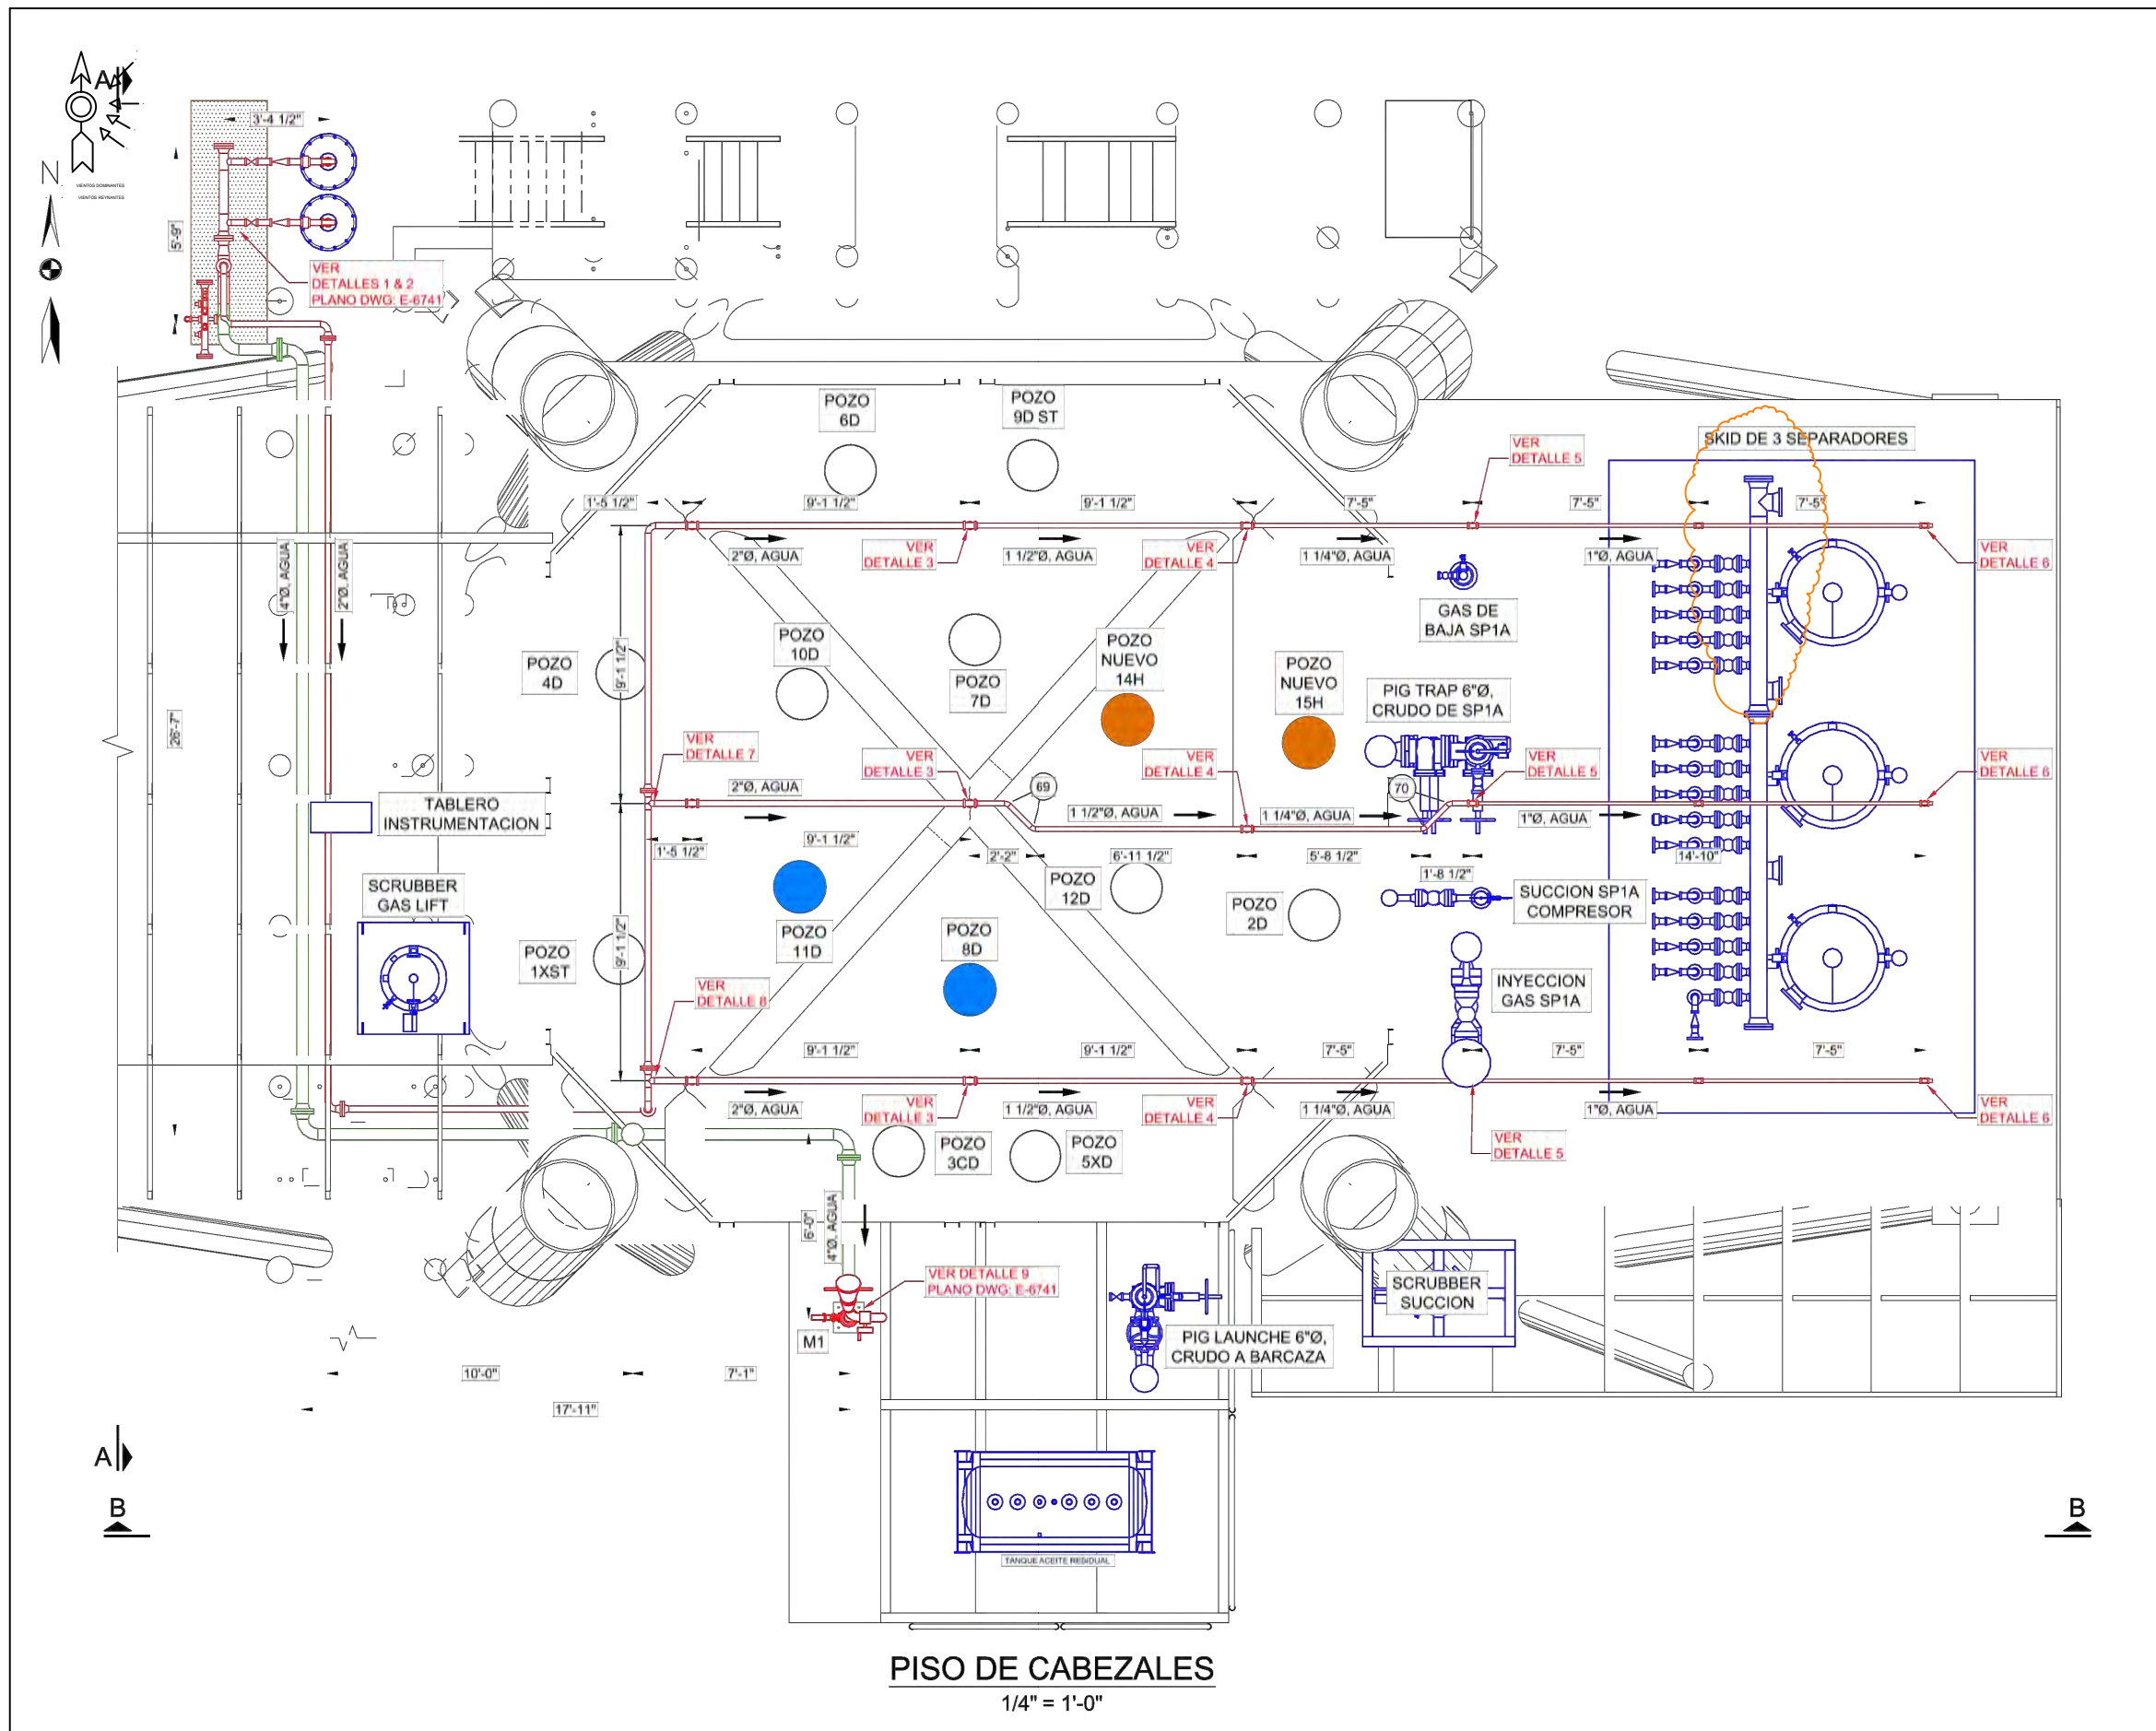 A
N
VIENTOS DOMINANTES
VIENTOS REYNANTES
3'-4 1/2"
5'-9"
VER
DETALLES 1 & 2
PLANO DWG: E-6741
POZO
6D
POZO
9D ST
VER
DETALLE 5
SKID DE 3 SEPARADORES
1'-5 1/2"
9'-1 1/2"
9'-1 1/2"
7'-5"
7'-5"
7'-5"
4"Ø, AGUA
2"Ø, AGUA
2"Ø, AGUA
VER
DETALLE 3
1 1/2"Ø, AGUA
VER
DETALLE 4
1 1/4"Ø, AGUA
1"Ø, AGUA
VER
DETALLE 6
GAS DE
BAJA SP1A
POZO
4D
9'-1 1/2"
POZO
10D
POZO
7D
POZO
NUEVO
14H
POZO
NUEVO
15H
PIG TRAP 6"Ø,
CRUDO DE SP1A
26'-7"
VER
DETALLE 7
VER
DETALLE 3
VER
DETALLE 4
VER
DETALLE 5
VER
DETALLE 6
2"Ø, AGUA
69
70
1 1/2"Ø, AGUA
1 1/4"Ø, AGUA
1"Ø, AGUA
TABLERO
INSTRUMENTACION
1'-5 1/2"
9'-1 1/2"
2'-2"
6'-11 1/2"
5'-8 1/2"
1'-8 1/2"
14'-10"
SCRUBBER
GAS LIFT
POZO
12D
POZO
2D
SUCCION SP1A
COMPRESOR
POZO
1XST
9'-1 1/2"
POZO
11D
POZO
8D
INYECCION
GAS SP1A
VER
DETALLE 8
9'-1 1/2"
9'-1 1/2"
7'-5"
7'-5"
7'-5"
2"Ø, AGUA
VER
DETALLE 3
1 1/2"Ø, AGUA
VER
DETALLE 4
1 1/4"Ø, AGUA
1"Ø, AGUA
VER
DETALLE 6
POZO
3CD
POZO
5XD
VER
DETALLE 5
6'-0"
4"Ø, AGUA
VER DETALLE 9
PLANO DWG: E-6741
M1
SCRUBBER
SUCCION
PIG LAUNCHE 6"Ø,
CRUDO A BARCAZA
10'-0"
7'-1"
17'-11"
A
B
B
TANQUE ACEITE RESIDUAL
PISO DE CABEZALES
1/4" = 1'-0"